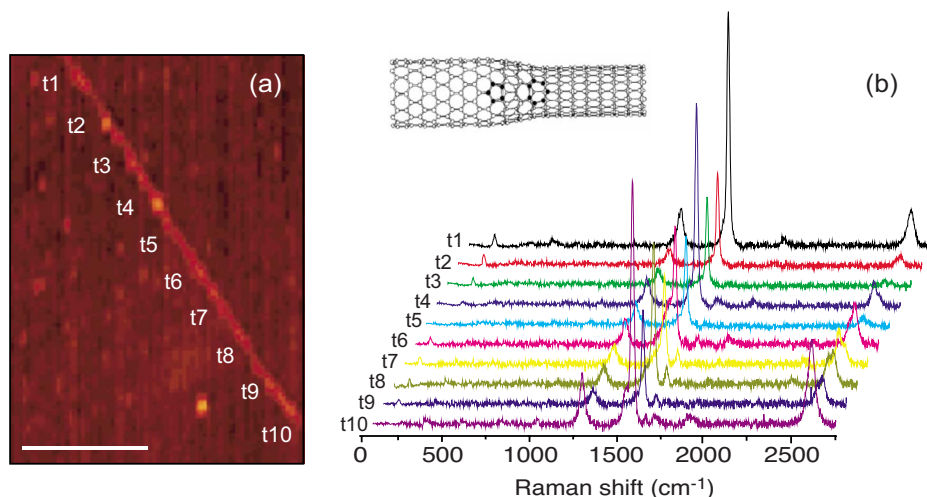 (a)
t1
t2
t3
t4
t5
t6
t7
t8
t9
t10
(b)
t1
t2
t3
t4
t5
t6
t7
t8
t9
t10
0 500 1000 1500 2000 2500
Raman shift (cm⁻¹)